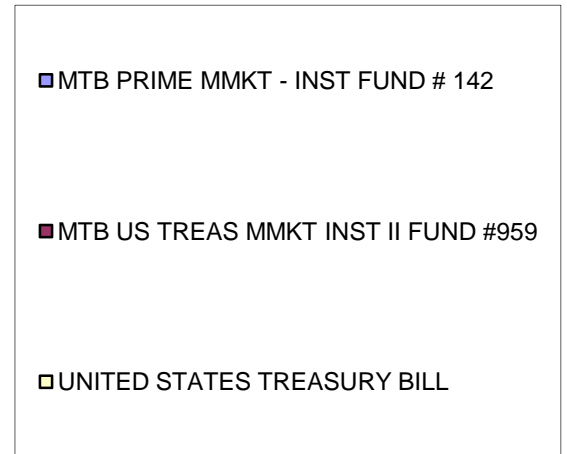 MTB PRIME MMKT - INST FUND # 142
MTB US TREAS MMKT INST II FUND #959
UNITED STATES TREASURY BILL